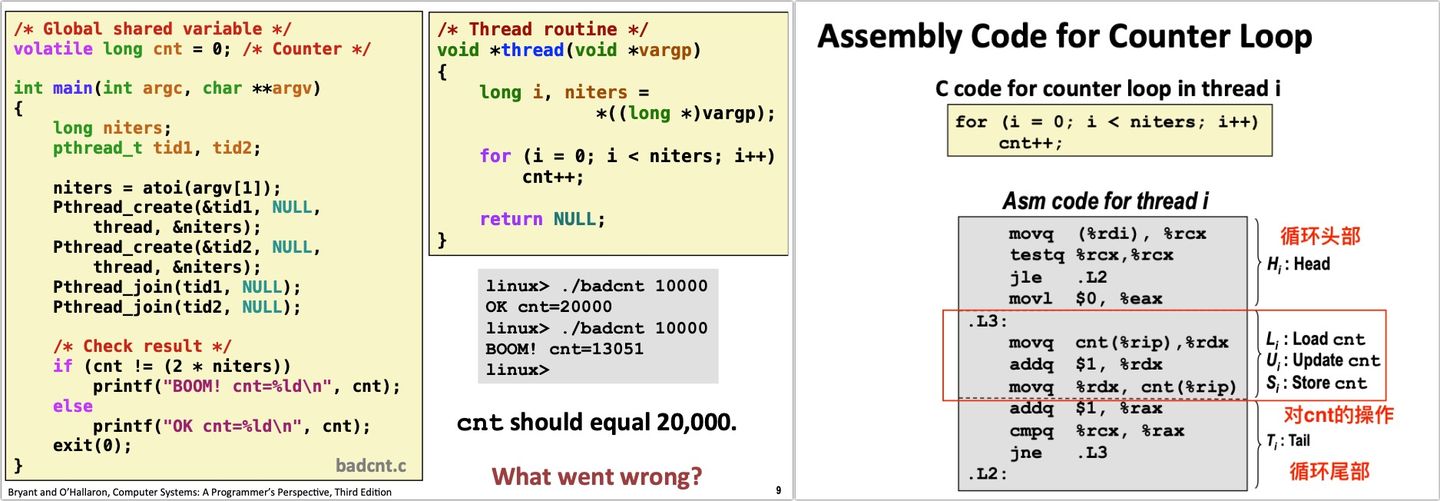 /* Global shared variable */
volatile long cnt = 0; /* Counter */
int main(int argc, char **argv)
{
    long niters;
    pthread_t tid1, tid2;
    niters = atoi(argv[1]);
    Pthread_create(&tid1, NULL,
        thread, &niters);
    Pthread_create(&tid2, NULL,
        thread, &niters);
    Pthread_join(tid1, NULL);
    Pthread_join(tid2, NULL);
    /* Check result */
    if (cnt != (2 * niters))
        printf("BOOM! cnt=%ld\n", cnt);
    else
        printf("OK cnt=%ld\n", cnt);
    exit(0);
}
badcnt.c
Bryant and O'Hallaron, Computer Systems: A Programmer's Perspective, Third Edition
/* Thread routine */
void *thread(void *vargp)
{
    long i, niters =
            *((long *)vargp);
    for (i = 0; i < niters; i++)
        cnt++;
    return NULL;
}
linux> ./badcnt 10000
OK cnt=20000
linux> ./badcnt 10000
BOOM! cnt=13051
linux>
cnt should equal 20,000.
What went wrong?
9
Assembly Code for Counter Loop
C code for counter loop in thread i
for (i = 0; i < niters; i++)
    cnt++;
Asm code for thread i
movq (%rdi), %rcx
testq %rcx,%rcx
jle .L2
movl $0, %eax
循环头部
Hi : Head
.L3:
movq cnt(%rip),%rdx
addq $1, %rdx
movq %rdx, cnt(%rip)
Li : Load cnt
Ui : Update cnt
Si : Store cnt
对cnt的操作
addq $1, %rax
cmpq %rcx, %rax
jne .L3
.L2:
Ti : Tail
循环尾部